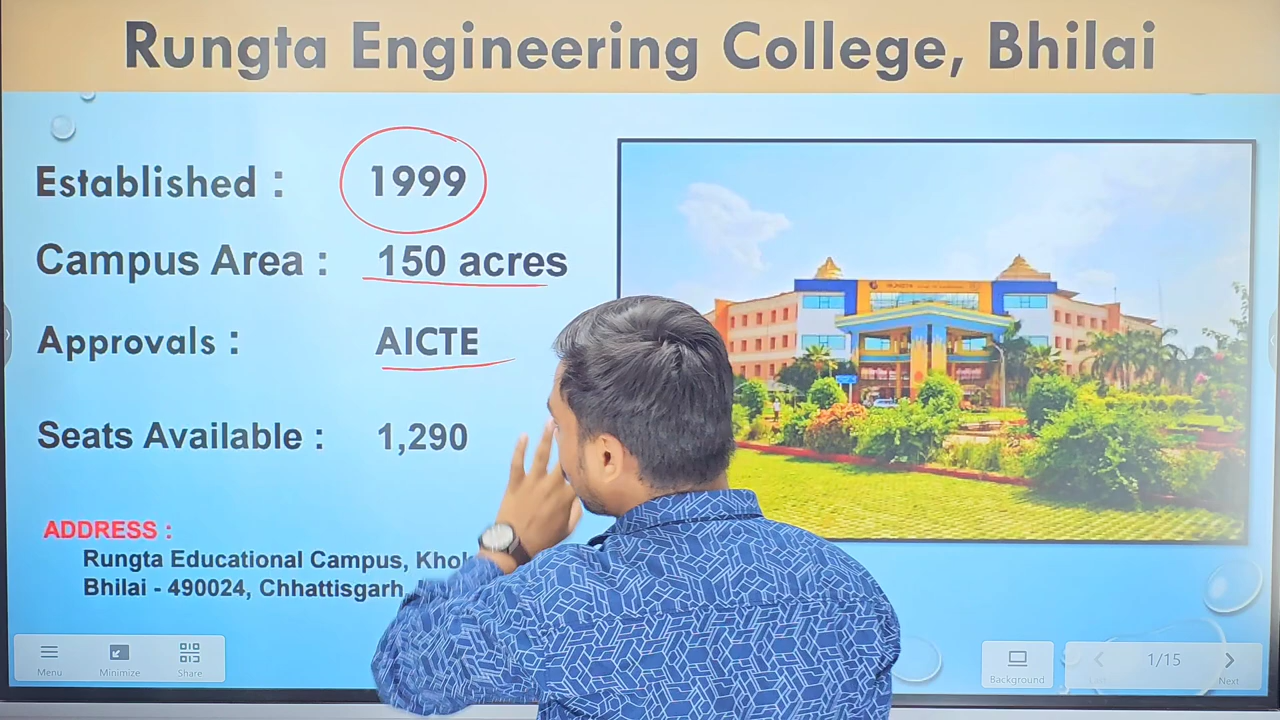 Rungta Engineering College, Bhilai
Established : 1999
Campus Area : 150 acres
Approvals : AICTE
Seats Available : 1,290
ADDRESS :
Rungta Educational Campus,
Bhilai - 490024, Chhattisgarh,
Menu
Minimize
Share
Background
1/15
Next